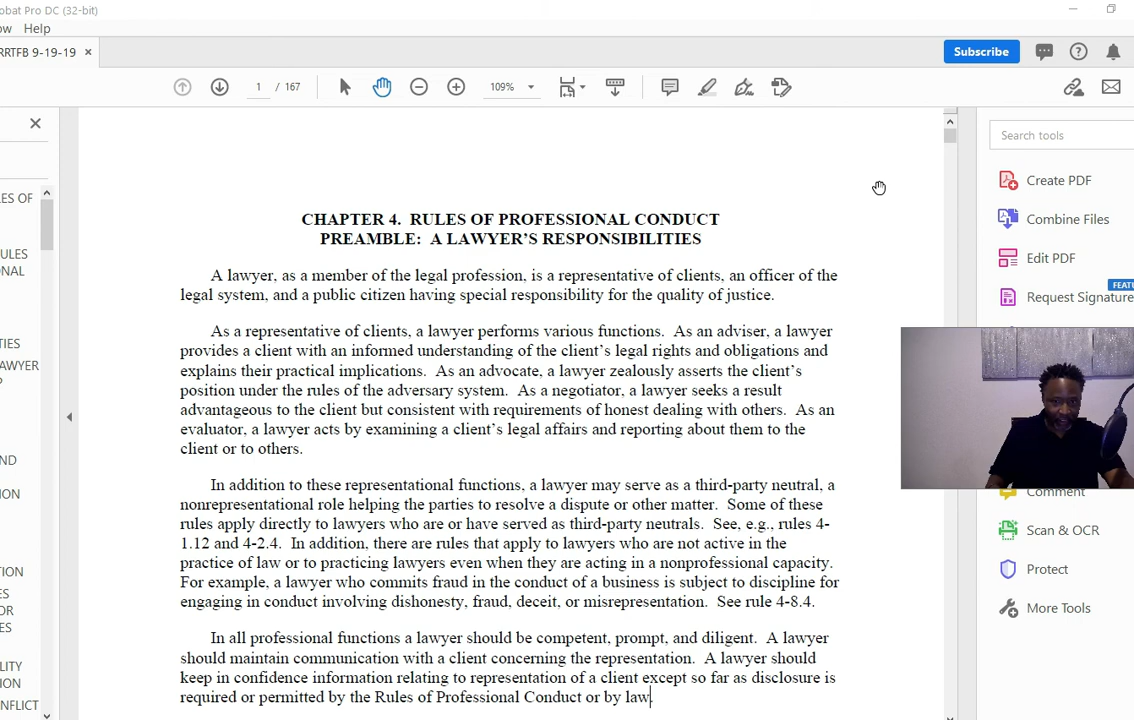 obat Pro DC (32-bit)
ow Help
RRTFB 9-19-19 ×
Subscribe
1 / 167
109%
Search tools
Create PDF
Combine Files
Edit PDF
FEATU
Request Signature
Comment
Scan & OCR
Protect
More Tools
ES OF
ULES
ONAL
TIES
AWYER
P
ND
ION
TION
ES
OR
ES
LITY
SION
NFLICT
CHAPTER 4. RULES OF PROFESSIONAL CONDUCT
PREAMBLE: A LAWYER'S RESPONSIBILITIES
A lawyer, as a member of the legal profession, is a representative of clients, an officer of the
legal system, and a public citizen having special responsibility for the quality of justice.
As a representative of clients, a lawyer performs various functions. As an adviser, a lawyer
provides a client with an informed understanding of the client's legal rights and obligations and
explains their practical implications. As an advocate, a lawyer zealously asserts the client's
position under the rules of the adversary system. As a negotiator, a lawyer seeks a result
advantageous to the client but consistent with requirements of honest dealing with others. As an
evaluator, a lawyer acts by examining a client's legal affairs and reporting about them to the
client or to others.
In addition to these representational functions, a lawyer may serve as a third-party neutral, a
nonrepresentational role helping the parties to resolve a dispute or other matter. Some of these
rules apply directly to lawyers who are or have served as third-party neutrals. See, e.g., rules 4-
1.12 and 4-2.4. In addition, there are rules that apply to lawyers who are not active in the
practice of law or to practicing lawyers even when they are acting in a nonprofessional capacity.
For example, a lawyer who commits fraud in the conduct of a business is subject to discipline for
engaging in conduct involving dishonesty, fraud, deceit, or misrepresentation. See rule 4-8.4.
In all professional functions a lawyer should be competent, prompt, and diligent. A lawyer
should maintain communication with a client concerning the representation. A lawyer should
keep in confidence information relating to representation of a client except so far as disclosure is
required or permitted by the Rules of Professional Conduct or by law.